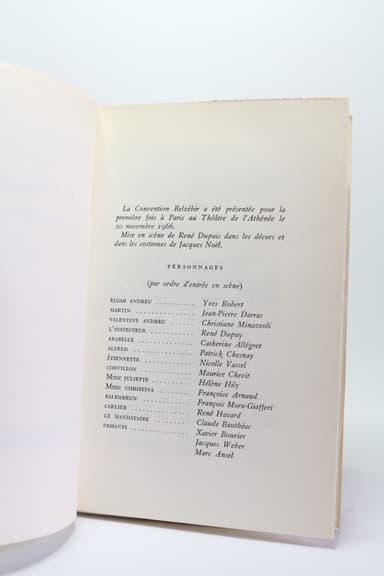 La Convention Belzébir a été présentée pour la
première fois à Paris au Théâtre de l'Athénée le
20 novembre 1966.
Mise en scène de René Dupuis dans les décors et
dans les costumes de Jacques Noël.
PERSONNAGES
(par ordre d'entrée en scène)
ELGAR ANDREU .......... Yves Robert
MARTIN ............... Jean-Pierre Darras
VALENTINE ANDREU ...... Christiane Minazzoli
L'INSPECTEUR .......... René Dupuy
ARABELLE .............. Catherine Allégret
ALFRED ................ Patrick Chesnay
ÉTIENNETTE ............ Nicolle Vassel
CORVILLON ............. Maurice Chevit
Mme JULIETTE .......... Hélène Hily
Mme CHRISTINA ......... Françoise Arnaud
BALEMBREUN ............ François Moro-Giafferi
CARLIER ............... René Havard
LE MANDATAIRE ......... Claude Bauthéac
PASSANTS .............. Xavier Bouvier
Jacques Weber
Marc Ansel